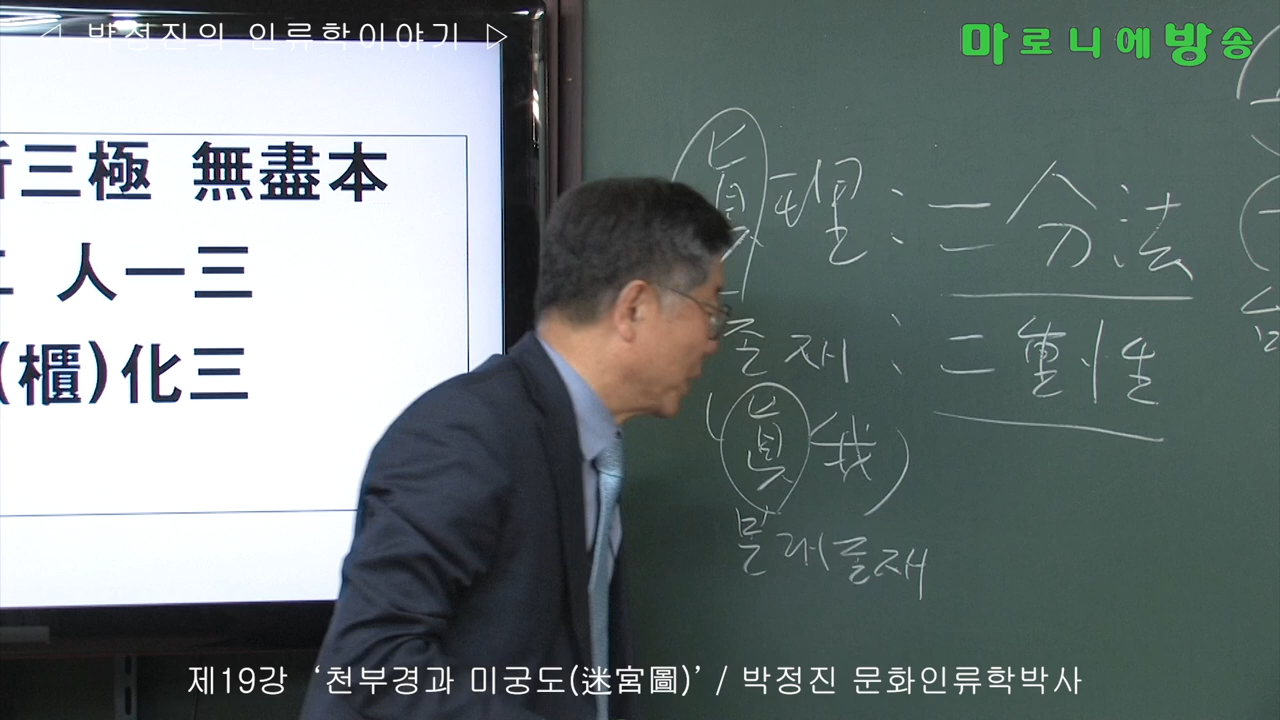 ◁ 박정진의 인류학이야기 ▷
마로니에방송
析三極 無盡本
二 人一三
(櫃)化三
眞理 : 二分法
존재 : 二重性
(眞我)
본래존재
제19강 ‘천부경과 미궁도(迷宮圖)’ / 박정진 문화인류학박사